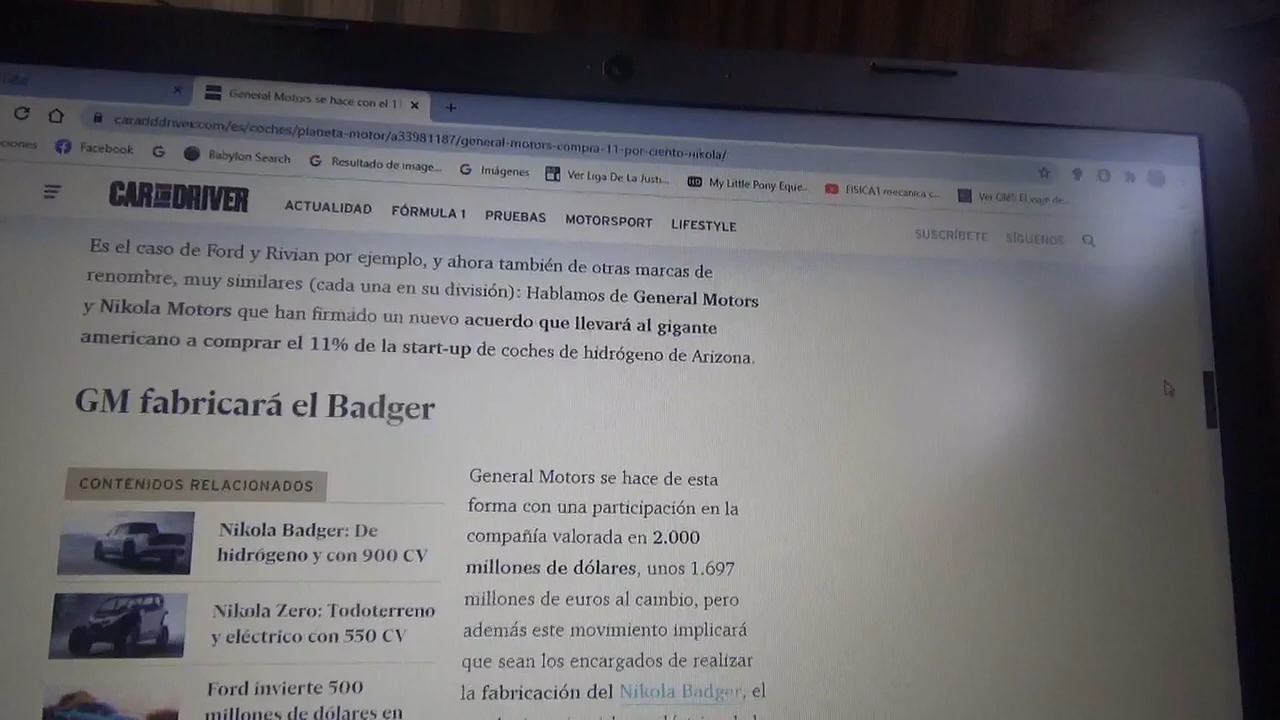 General Motors se hace con el 1
caranddriver.com/es/coches/planeta-motor/a33981187/general-motors-compra-11-por-ciento-nikola/
Facebook
Babylon Search
Resultado de image...
Imágenes
Ver Liga De La Justi...
My Little Pony Eque...
FISICA1 mecanica c...
CAR AND DRIVER
ACTUALIDAD
FÓRMULA 1
PRUEBAS
MOTORSPORT
LIFESTYLE
SUSCRÍBETE
SÍGUENOS
Es el caso de Ford y Rivian por ejemplo, y ahora también de otras marcas de
renombre, muy similares (cada una en su división): Hablamos de General Motors
y Nikola Motors que han firmado un nuevo acuerdo que llevará al gigante
americano a comprar el 11% de la start-up de coches de hidrógeno de Arizona.
GM fabricará el Badger
CONTENIDOS RELACIONADOS
Nikola Badger: De
hidrógeno y con 900 CV
Nikola Zero: Todoterreno
y eléctrico con 550 CV
Ford invierte 500
millones de dólares en
General Motors se hace de esta
forma con una participación en la
compañía valorada en 2.000
millones de dólares, unos 1.697
millones de euros al cambio, pero
además este movimiento implicará
que sean los encargados de realizar
la fabricación del Nikola Badger, el